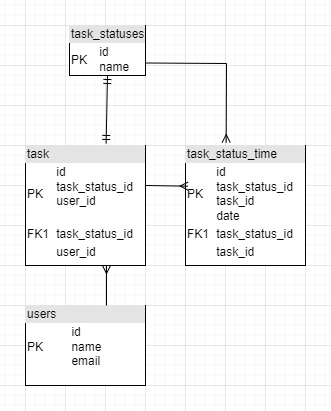 task_statuses
id
PK
name
task
id
PK
task_status_id
user_id
FK1 task_status_id
user_id
task_status_time
id
PK
task_status_id
task_id
date
FK1 task_status_id
task_id
users
id
PK name
email